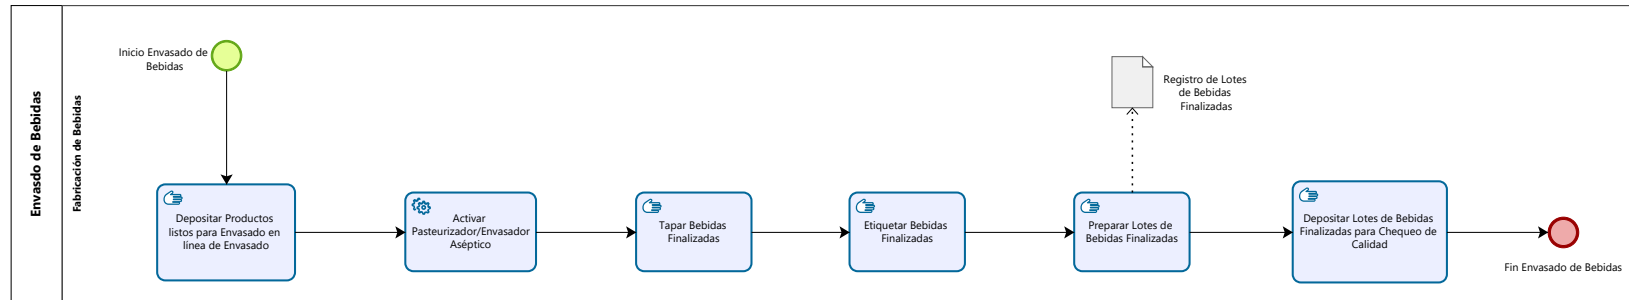 Envasdo de Bebidas
Fabricación de Bebidas
Inicio Envasado de
Bebidas
Depositar Productos
listos para Envasado en
línea de Envasado
Activar
Pasteurizador/Envasador
Aséptico
Tapar Bebidas
Finalizadas
Etiquetar Bebidas
Finalizadas
Registro de Lotes
de Bebidas
Finalizadas
Preparar Lotes de
Bebidas Finalizadas
Depositar Lotes de Bebidas
Finalizadas para Chequeo de
Calidad
Fin Envasado de Bebidas